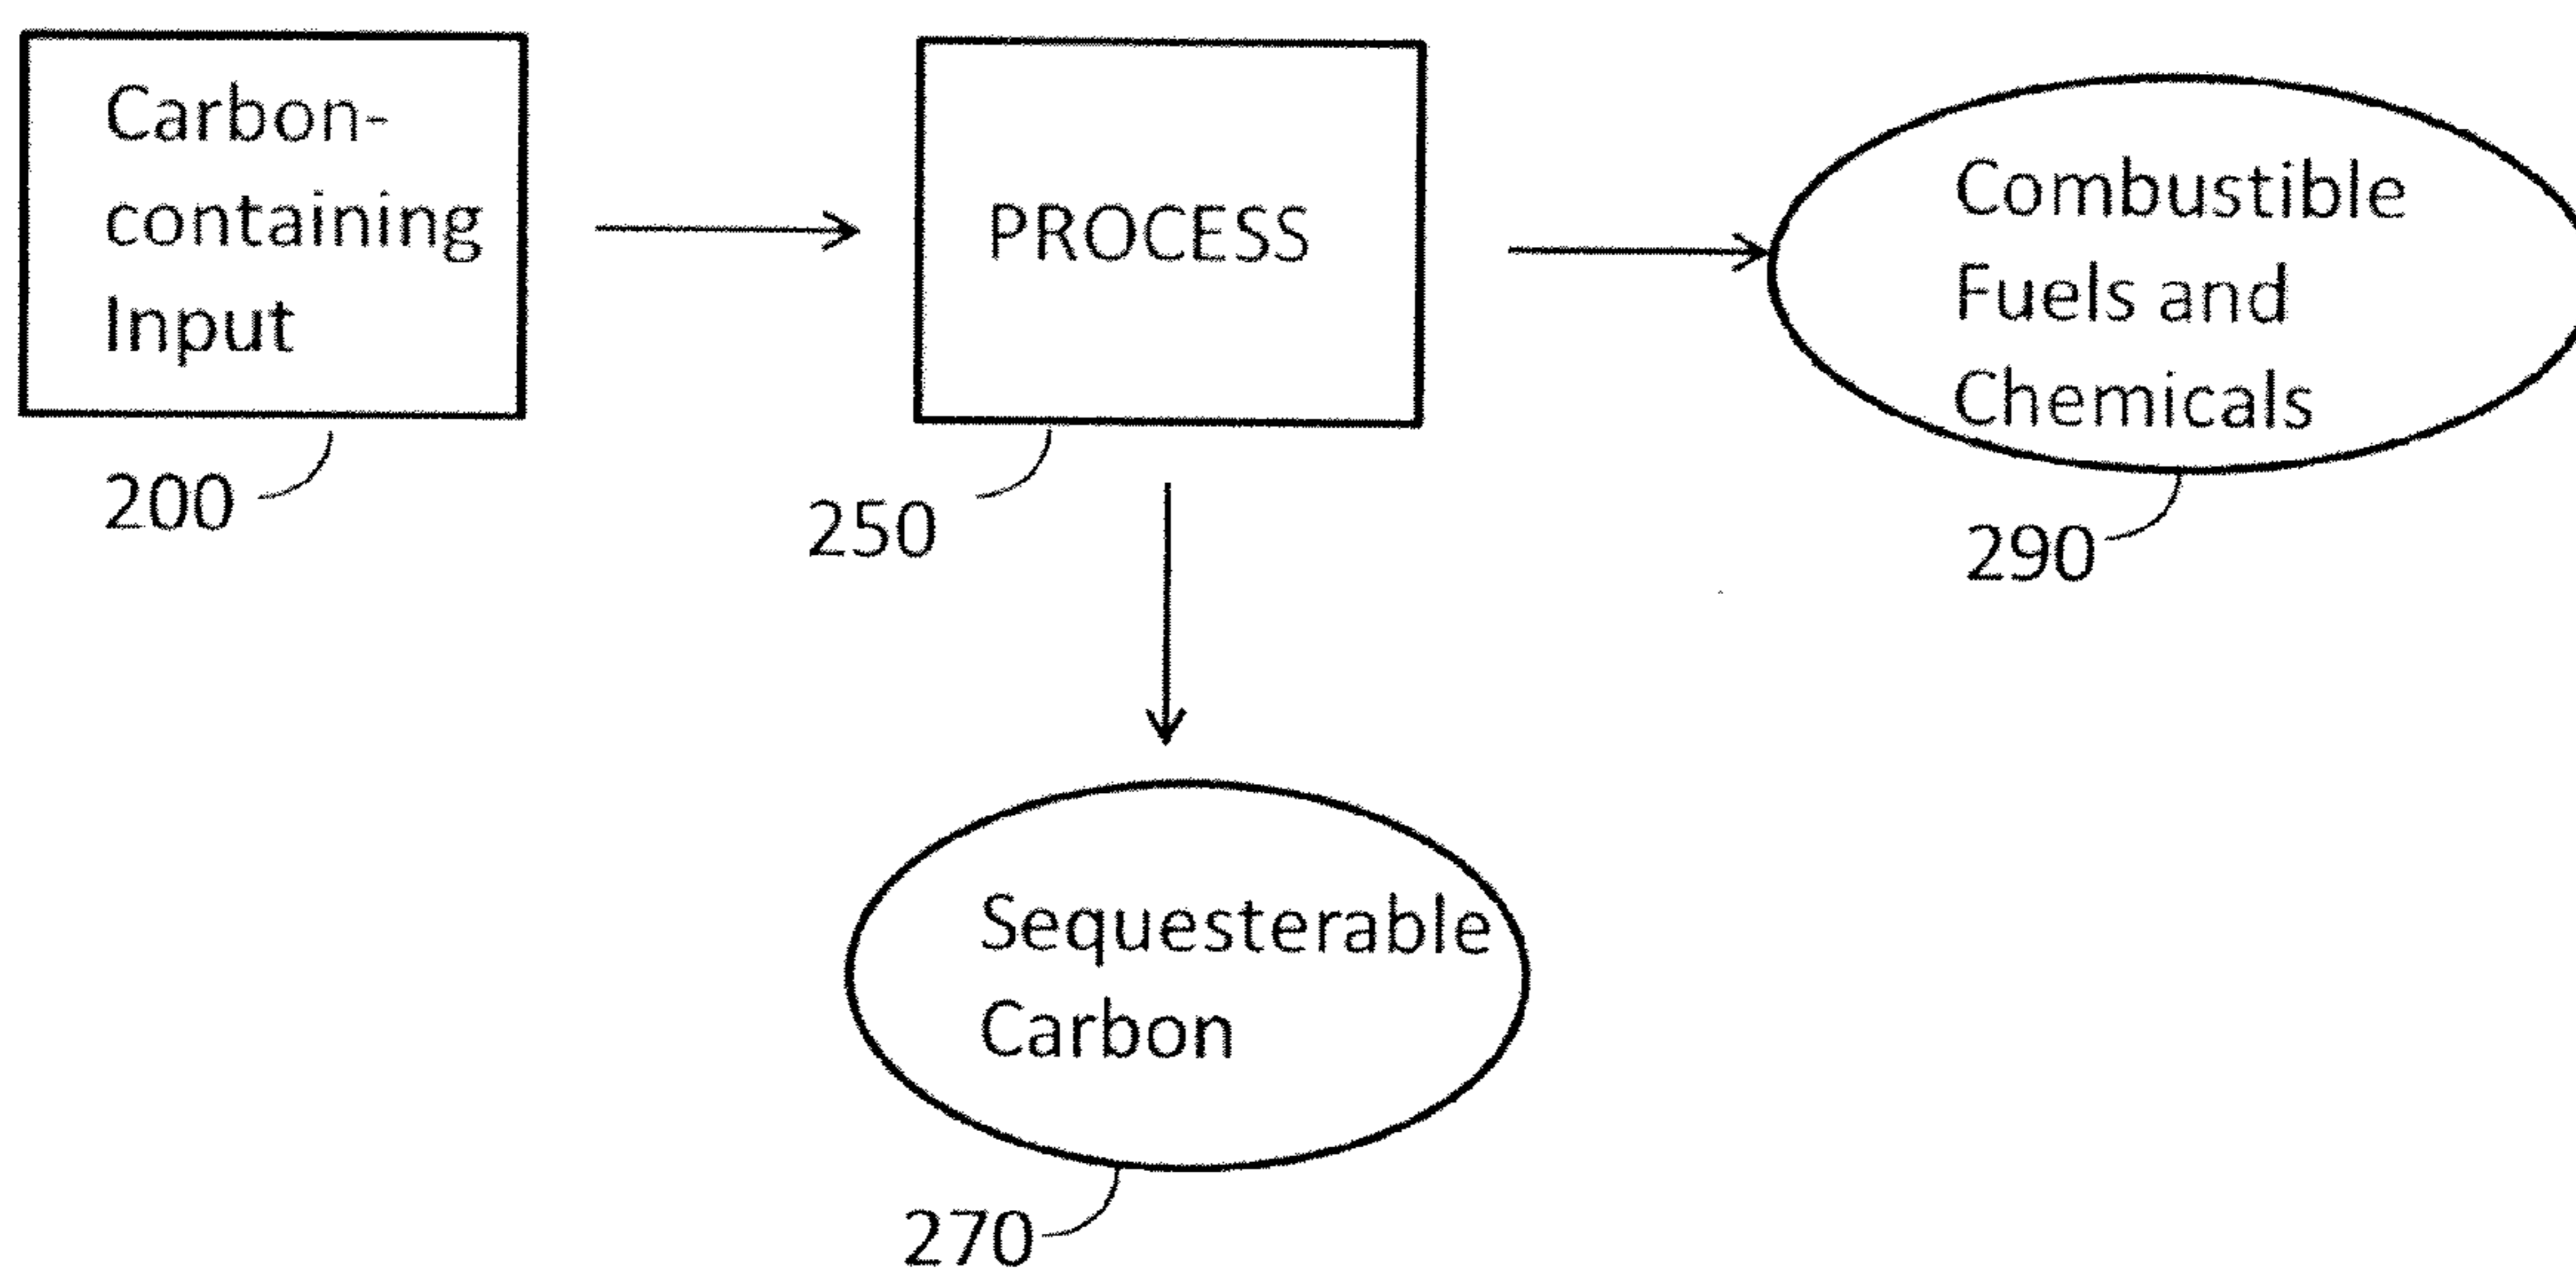 Carbon-
containing
Input
200
PROCESS
250
Combustible
Fuels and
Chemicals
290
Sequesterable
Carbon
270